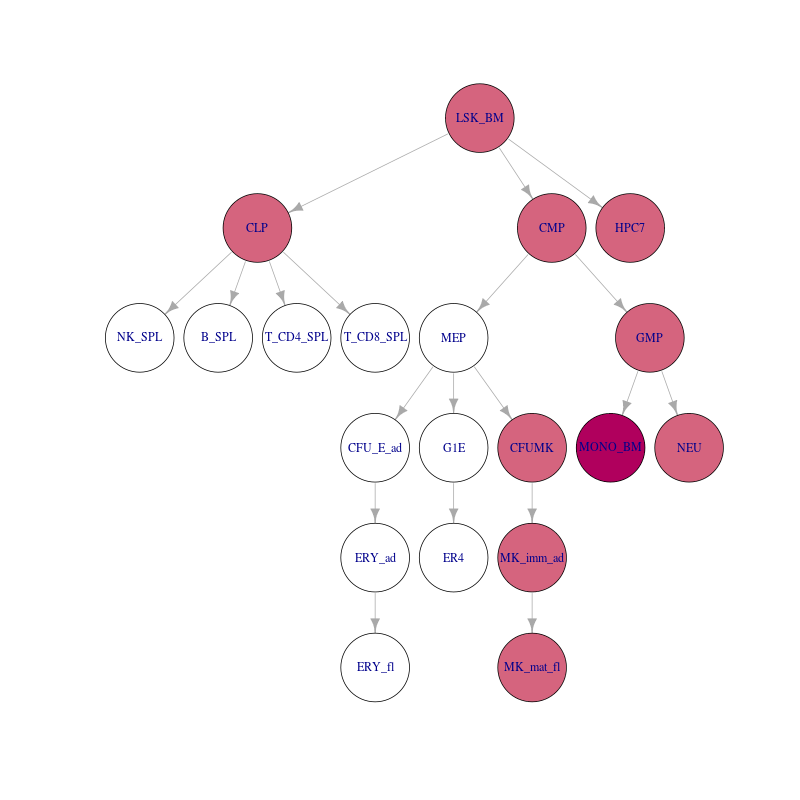 LSK_BM
CLP
CMP
HPC7
NK_SPL
B_SPL
T_CD4_SPL
T_CD8_SPL
MEP
GMP
CFU_E_ad
G1E
CFUMK
MONO_BM
NEU
ERY_ad
ER4
MK_imm_ad
ERY_fl
MK_mat_fl